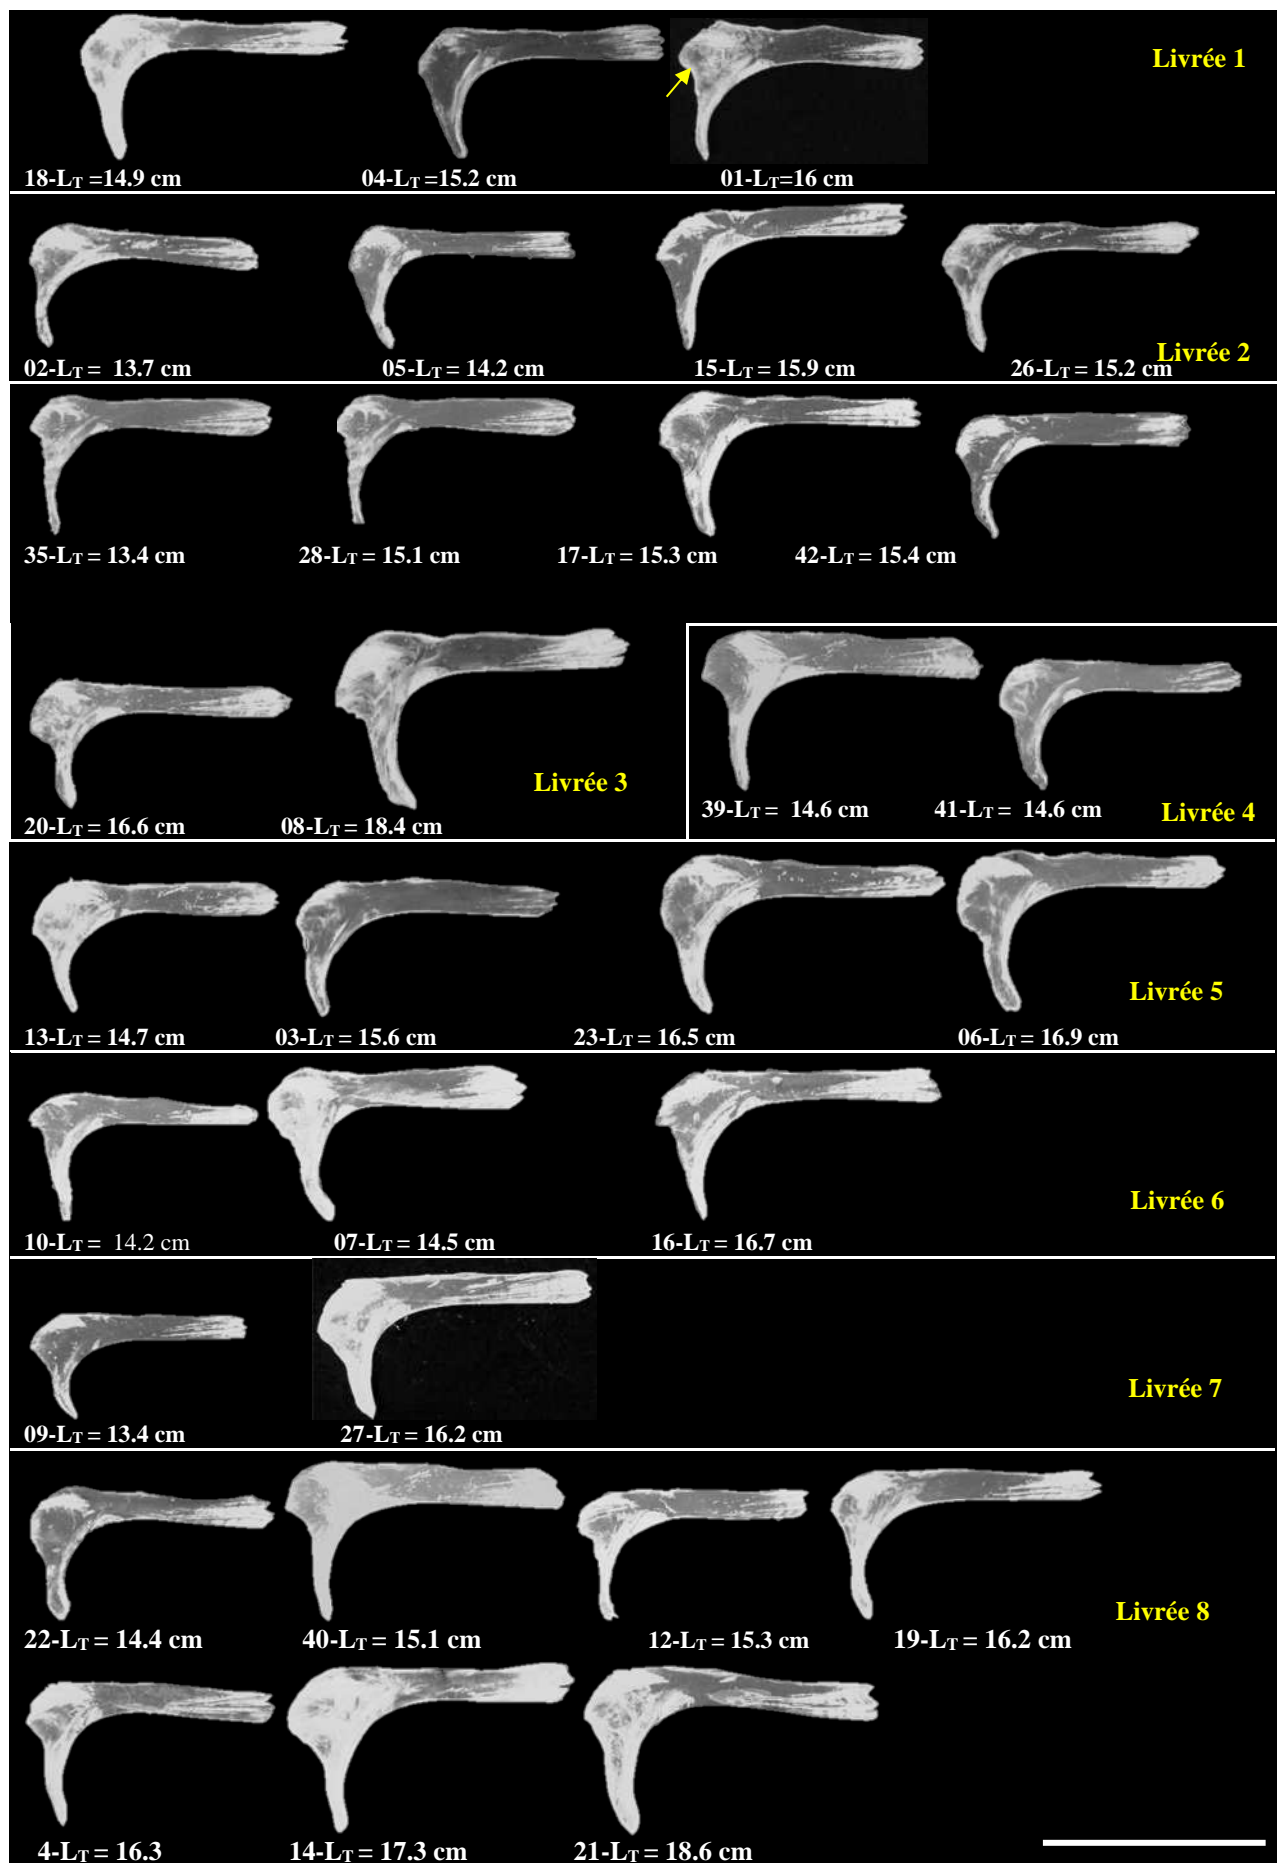 Livrée 1
18-LT =14.9 cm 04-LT =15.2 cm 01-LT=16 cm
Livrée 2
02-LT = 13.7 cm 05-LT = 14.2 cm 15-LT = 15.9 cm 26-LT = 15.2 cm
35-LT = 13.4 cm 28-LT = 15.1 cm 17-LT = 15.3 cm 42-LT = 15.4 cm
Livrée 3
20-LT = 16.6 cm 08-LT = 18.4 cm
39-LT = 14.6 cm 41-LT = 14.6 cm
Livrée 4
Livrée 5
13-LT = 14.7 cm 03-LT = 15.6 cm 23-LT = 16.5 cm 06-LT = 16.9 cm
Livrée 6
10-LT = 14.2 cm 07-LT = 14.5 cm 16-LT = 16.7 cm
Livrée 7
09-LT = 13.4 cm 27-LT = 16.2 cm
Livrée 8
22-LT = 14.4 cm 40-LT = 15.1 cm 12-LT = 15.3 cm 19-LT = 16.2 cm
4-LT = 16.3 14-LT = 17.3 cm 21-LT = 18.6 cm